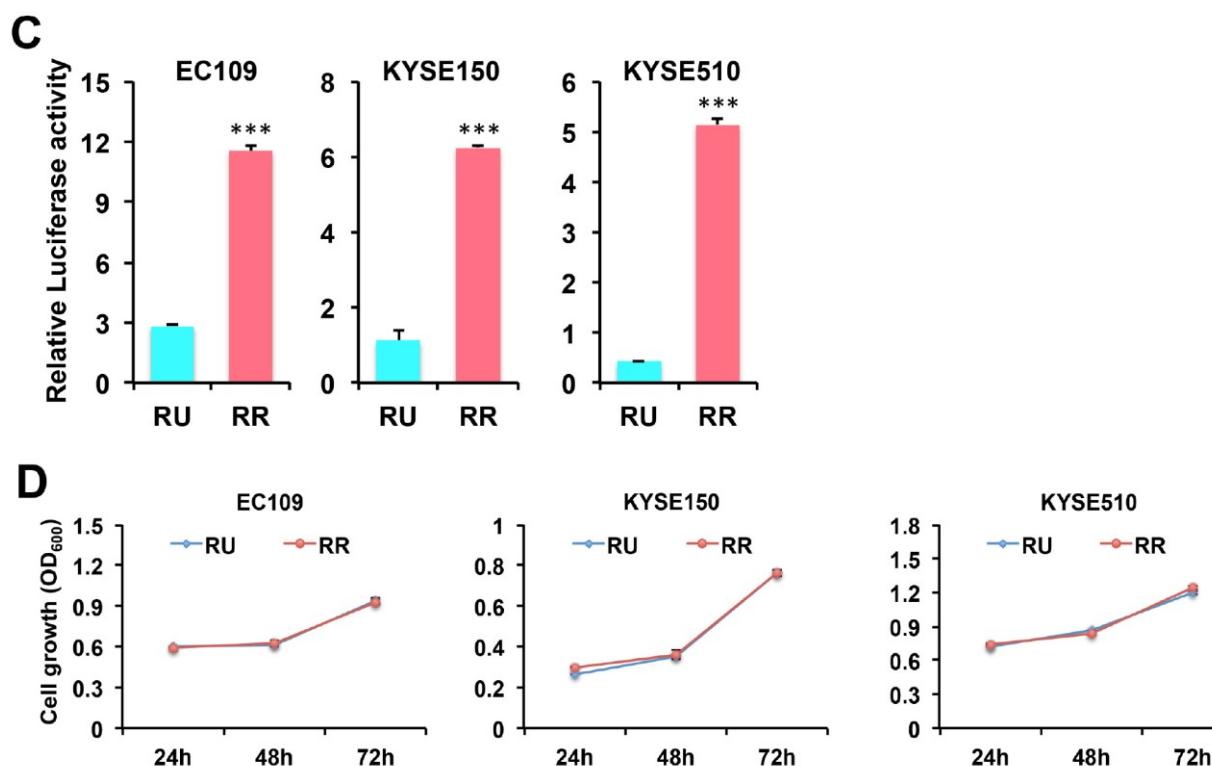 C
EC109
KYSE150
KYSE510
Relative Luciferase activity
15
12
9
6
3
0
***
RU RR
8
6
4
2
0
***
RU RR
6
5
4
3
2
1
0
***
RU RR
D
EC109
KYSE150
KYSE510
Cell growth (OD600)
1.5
1.2
0.9
0.6
0.3
0
RU RR
24h 48h 72h
1
0.8
0.6
0.4
0.2
0
RU RR
24h 48h 72h
1.8
1.5
1.2
0.9
0.6
0.3
0
RU RR
24h 48h 72h